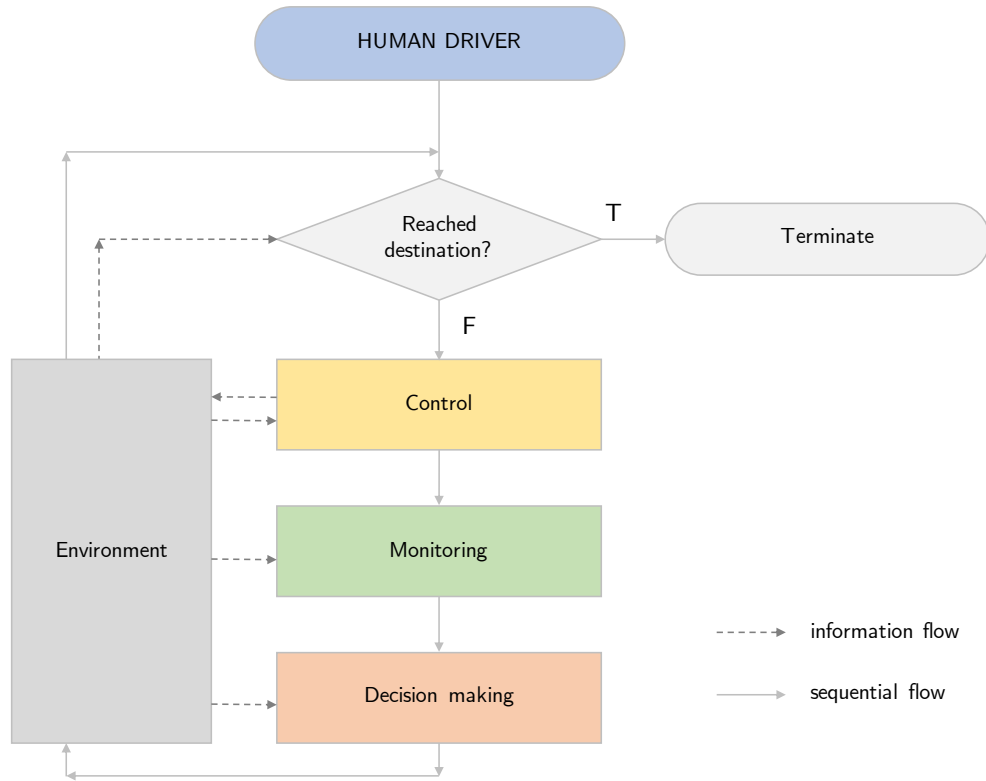 HUMAN DRIVER
Reached
destination?
T
Terminate
F
Control
Environment
Monitoring
information flow
Decision making
sequential flow